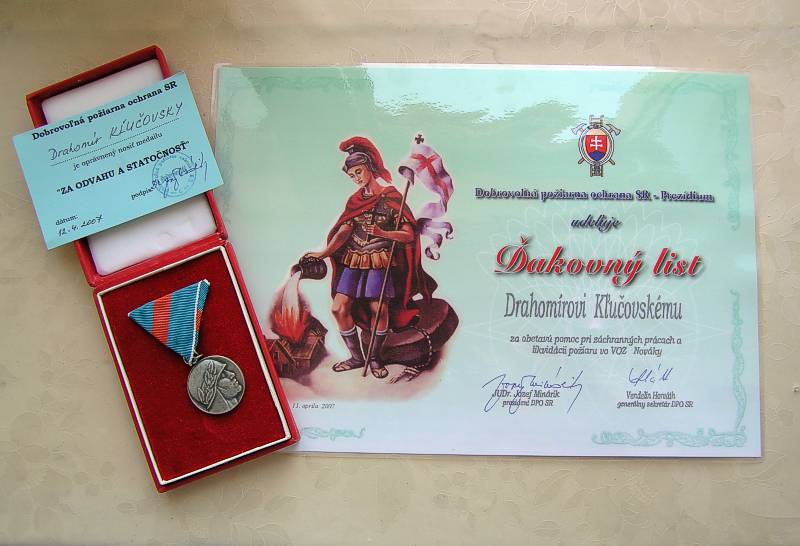 Dobrovoľná požiarna ochrana SR
Drahomír KĽUČOVSKÝ
je oprávnený nosiť medailu
"ZA ODVAHU A STATOČNOSŤ"
podpis:
dátum:
12.4.2007
Dobrovoľná požiarna ochrana SR - Prezídium
udeľuje
Ďakovný list
Drahomírovi Kľučovskému
za obetavú pomoc pri záchranných prácach a
likvidácii požiaru vo VOZ Nováky
JUDr. Jozef Minárik
prezident DPO SR
Vendelín Horváth
generálny sekretár DPO SR
11. apríla 2007